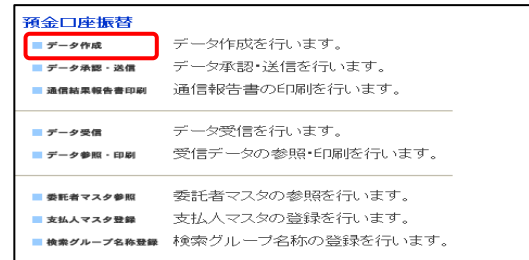 預金口座振替
データ作成 データ作成を行います。
データ承認・送信 データ承認・送信を行います。
通信結果報告書印刷 通信報告書の印刷を行います。
データ受信 データ受信を行います。
データ参照・印刷 受信データの参照・印刷を行います。
委託者マスタ参照 委託者マスタの参照を行います。
支払人マスタ登録 支払人マスタの登録を行います。
検索グループ名称登録 検索グループ名称の登録を行います。